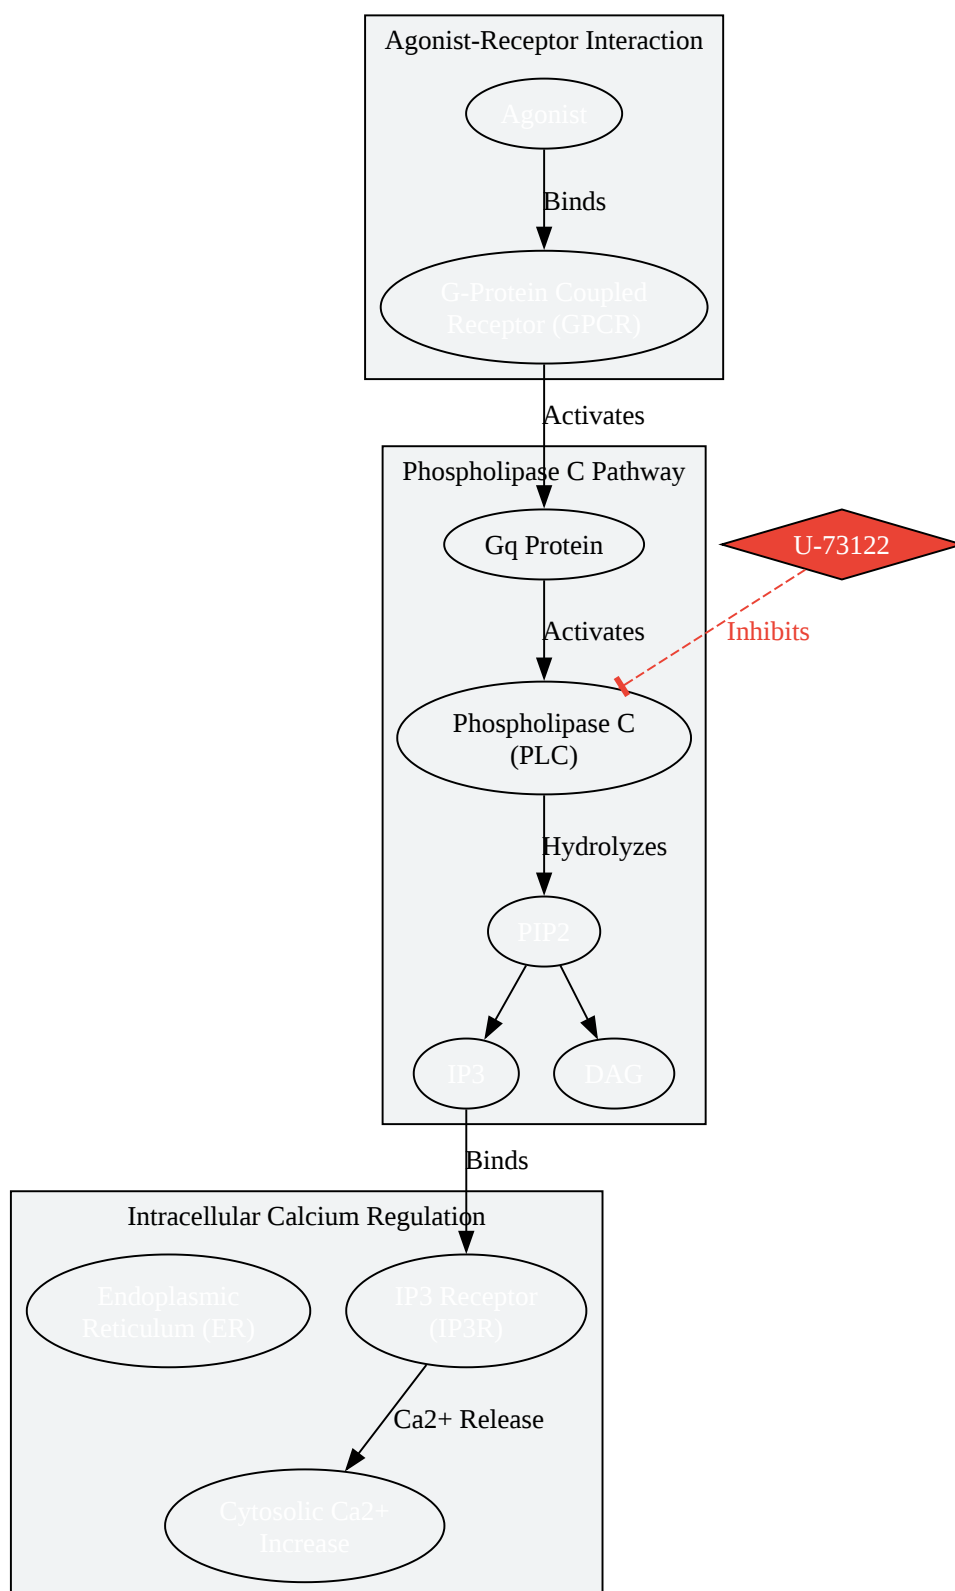 Agonist-Receptor Interaction
Agonist
Binds
G-Protein Coupled
Receptor (GPCR)
Activates
Phospholipase C Pathway
Gq Protein
U-73122
Activates
Inhibits
Phospholipase C
(PLC)
Hydrolyzes
PIP2
IP3
DAG
Binds
Intracellular Calcium Regulation
Endoplasmic
Reticulum (ER)
IP3 Receptor
(IP3R)
Ca2+ Release
Cytosolic Ca2+
Increase